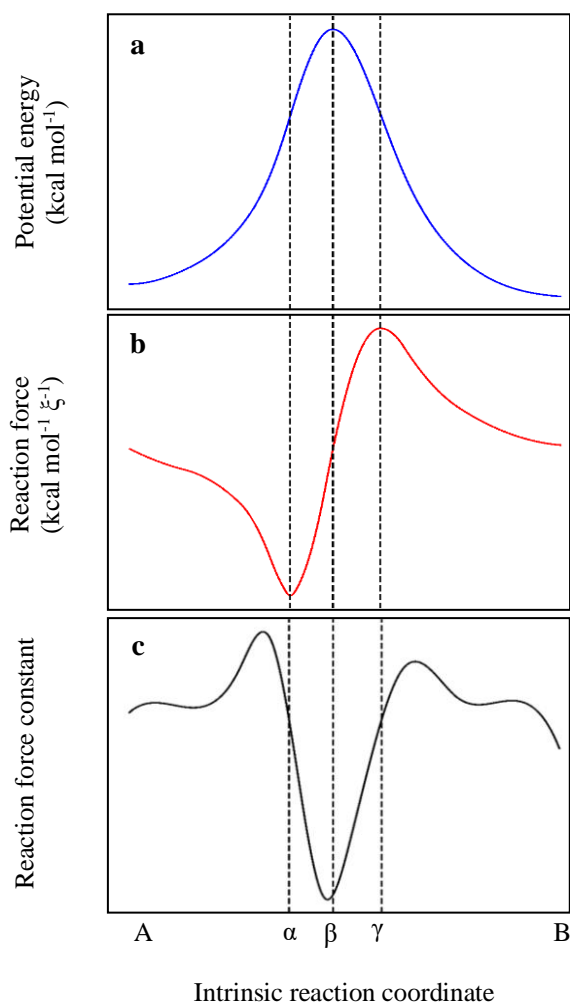 a
Potential energy
(kcal mol-1)
b
Reaction force
(kcal mol-1 ξ-1)
c
Reaction force constant
A α β γ B
Intrinsic reaction coordinate